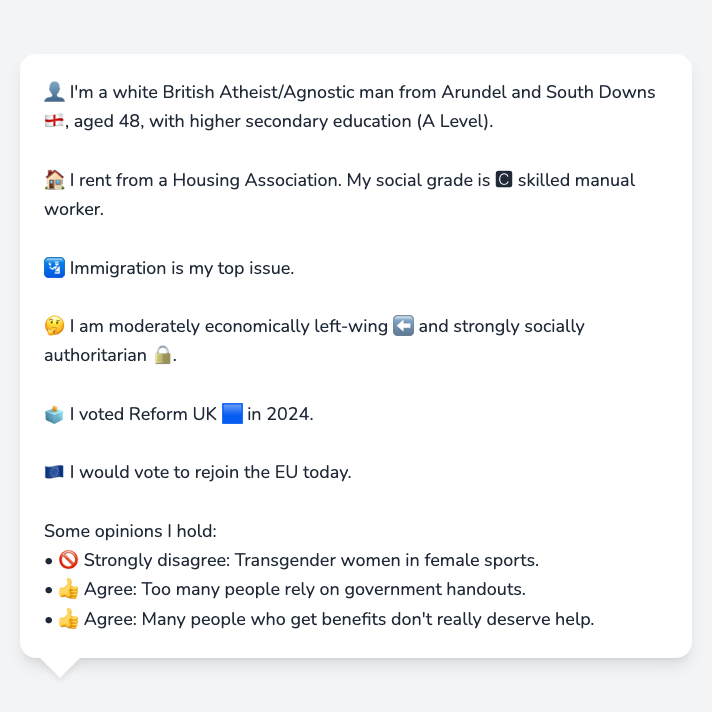 👤 I'm a white British Atheist/Agnostic man from Arundel and South Downs
🏴󠁧󠁢󠁥󠁮󠁧󠁿, aged 48, with higher secondary education (A Level).
🏠 I rent from a Housing Association. My social grade is 🅲 skilled manual
worker.
🛂 Immigration is my top issue.
🤔 I am moderately economically left-wing ⬅️ and strongly socially
authoritarian 🔒.
🗳️ I voted Reform UK 🟦 in 2024.
🇪🇺 I would vote to rejoin the EU today.
Some opinions I hold:
• 🚫 Strongly disagree: Transgender women in female sports.
• 👍 Agree: Too many people rely on government handouts.
• 👍 Agree: Many people who get benefits don't really deserve help.